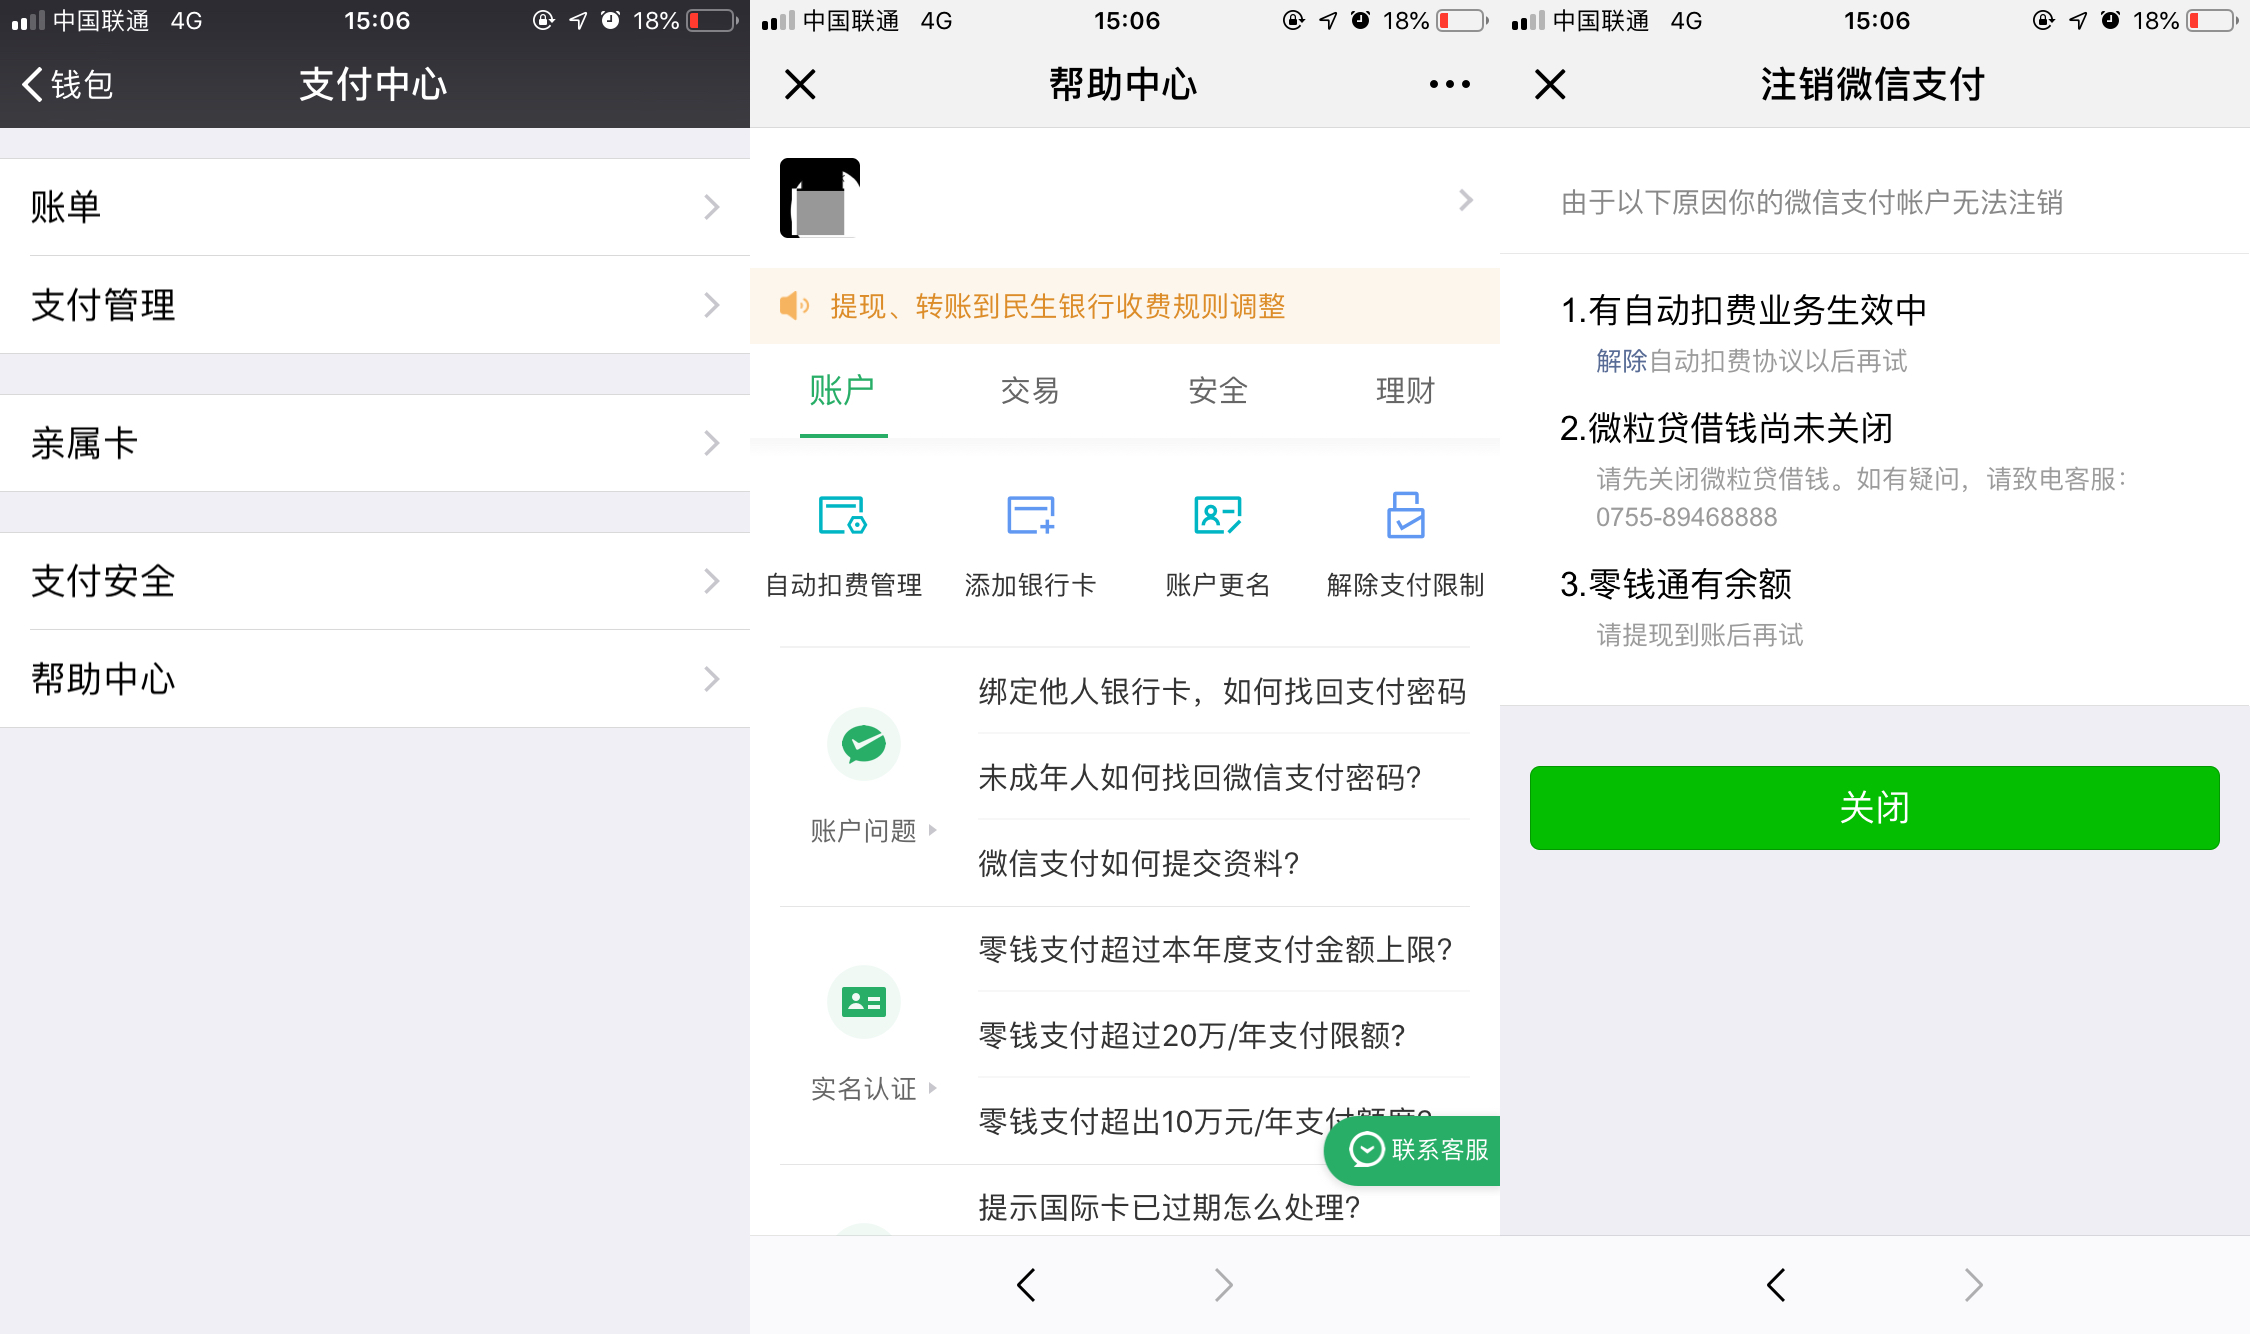 中国联通 4G 15:06 18%
钱包 支付中心
账单
支付管理
亲属卡
支付安全
帮助中心
中国联通 4G 15:06 18%
帮助中心
提现、转账到民生银行收费规则调整
账户 交易 安全 理财
自动扣费管理 添加银行卡 账户更名 解除支付限制
账户问题
绑定他人银行卡，如何找回支付密码
未成年人如何找回微信支付密码?
微信支付如何提交资料?
实名认证
零钱支付超过本年度支付金额上限?
零钱支付超过20万/年支付限额?
零钱支付超出10万元/年支付额度?
联系客服
提示国际卡已过期怎么处理?
中国联通 4G 15:06 18%
注销微信支付
由于以下原因你的微信支付帐户无法注销
1.有自动扣费业务生效中
解除自动扣费协议以后再试
2.微粒贷借钱尚未关闭
请先关闭微粒贷借钱。如有疑问，请致电客服：
0755-89468888
3.零钱通有余额
请提现到账后再试
关闭